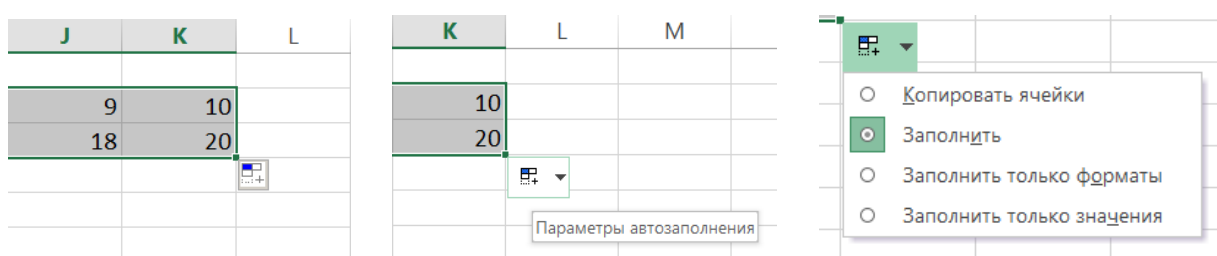 J K L
9 10
18 20
K L M
10
20
Параметры автозаполнения
Копировать ячейки
Заполнить
Заполнить только форматы
Заполнить только значения